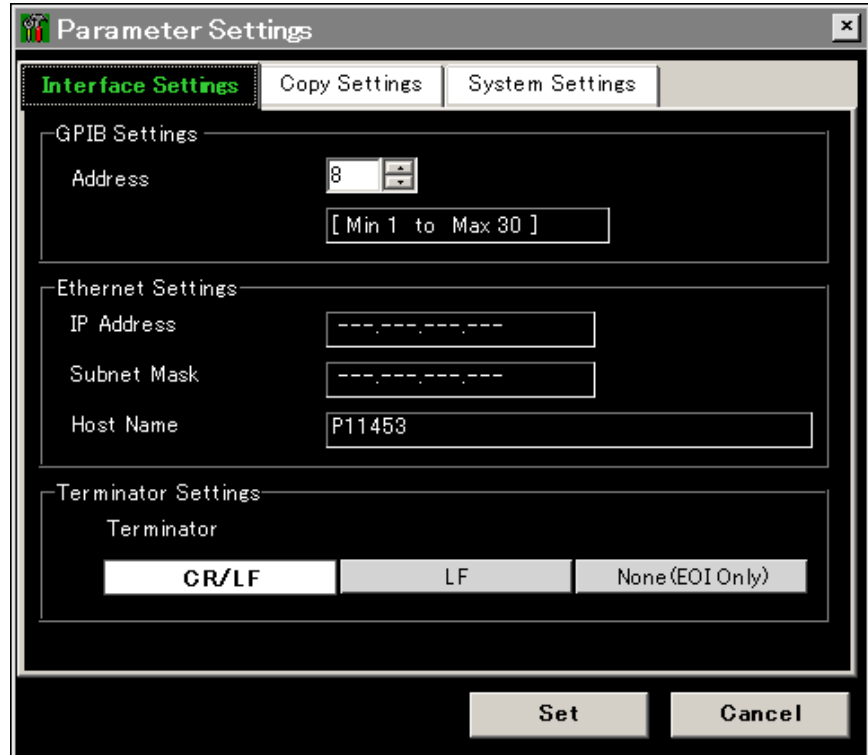 Parameter Settings
Interface Settings Copy Settings System Settings
GPIB Settings
Address 8
[ Min 1 to Max 30 ]
Ethernet Settings
IP Address ---.---.---.---
Subnet Mask ---.---.---.---
Host Name P11453
Terminator Settings
Terminator
CR/LF LF None(EOI Only)
Set Cancel